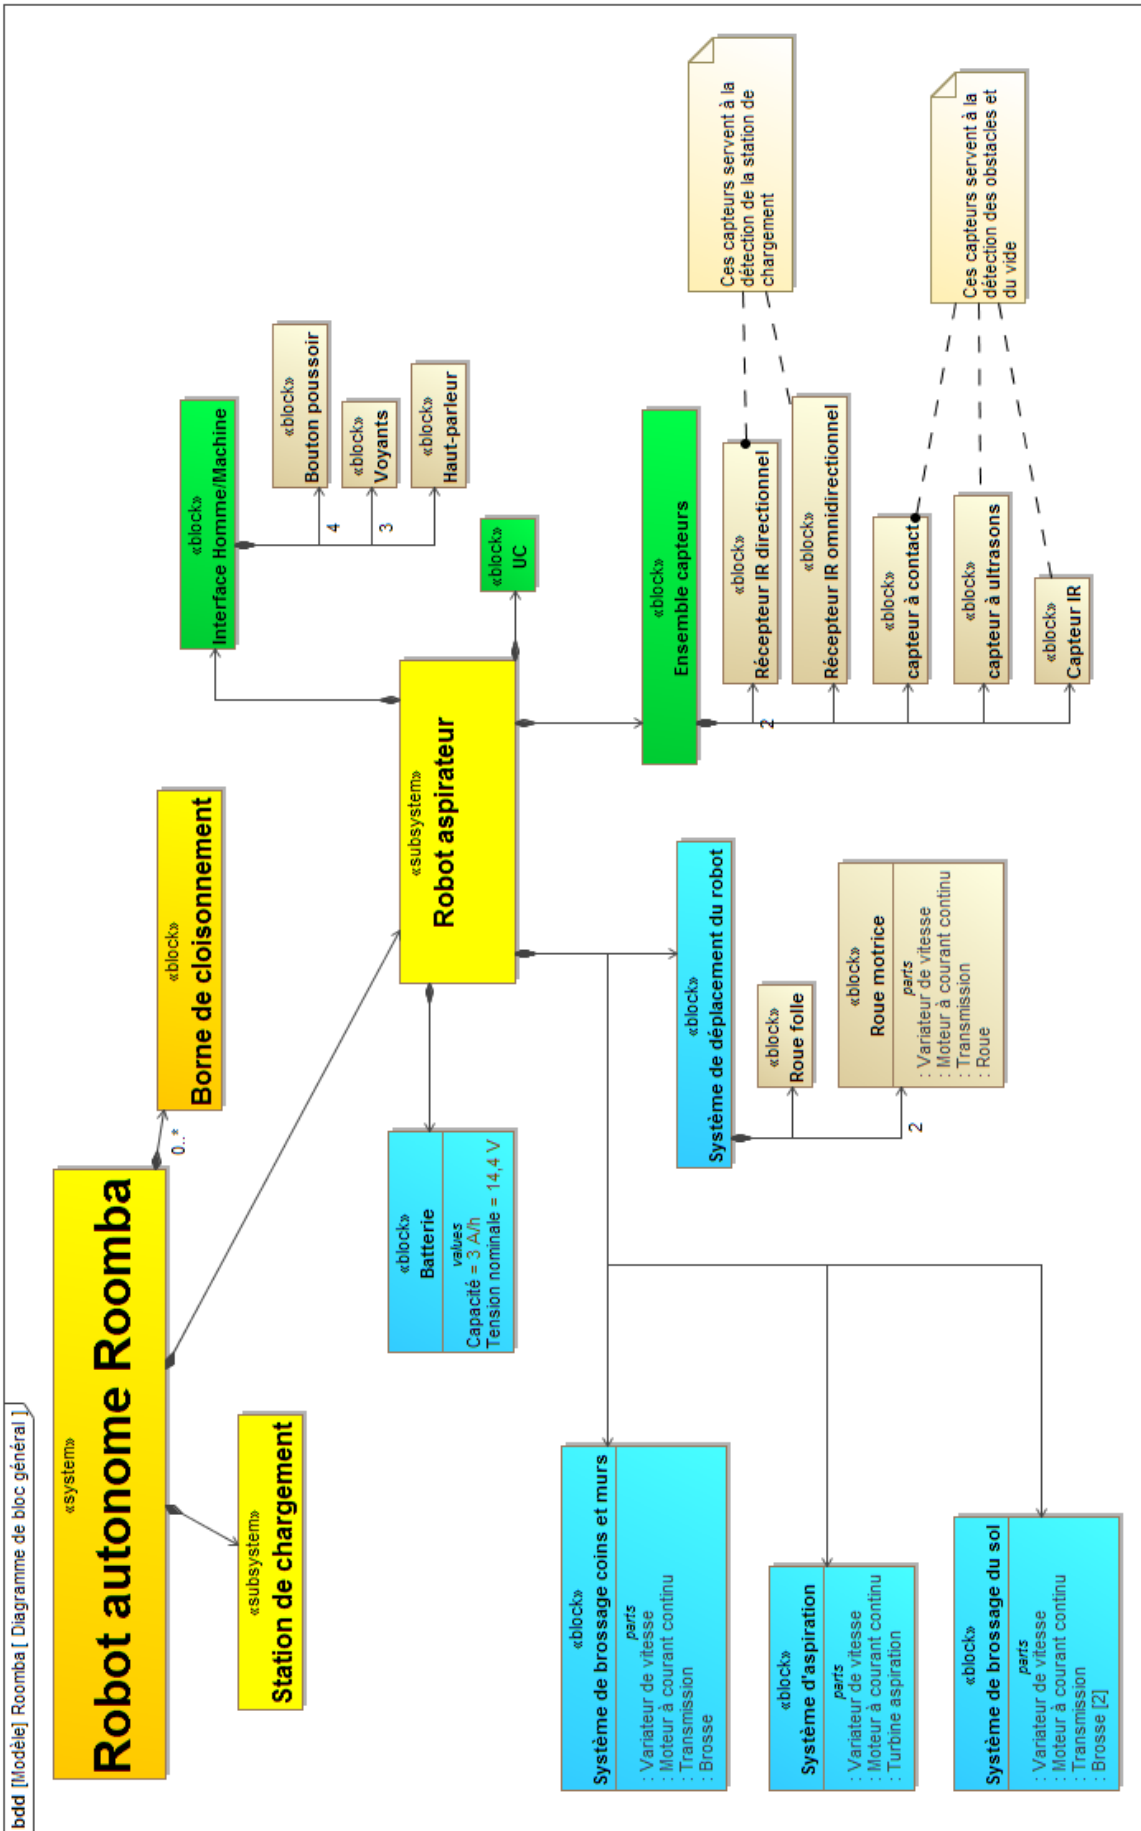 bdd [Modèle] Roomba [ Diagramme de bloc général ]
«system»
Robot autonome Roomba
«block»
Borne de cloisonnement
0..*
«subsystem»
Station de chargement
«subsystem»
Robot aspirateur
«block»
Interface Homme/Machine
«block»
Bouton poussoir
4
«block»
Voyants
3
«block»
Haut-parleur
«block»
UC
«block»
Batterie
values
Capacité = 3 A/h
Tension nominale = 14,4 V
«block»
Système de brossage coins et murs
parts
: Variateur de vitesse
: Moteur à courant continu
: Transmission
: Brosse
«block»
Système d'aspiration
parts
: Variateur de vitesse
: Moteur à courant continu
: Turbine aspiration
«block»
Système de brossage du sol
parts
: Variateur de vitesse
: Moteur à courant continu
: Transmission
: Brosse [2]
«block»
Système de déplacement du robot
«block»
Roue folle
«block»
Roue motrice
parts
: Variateur de vitesse
: Moteur à courant continu
: Transmission
: Roue
2
«block»
Ensemble capteurs
«block»
Récepteur IR directionnel
2
«block»
Récepteur IR omnidirectionnel
«block»
capteur à contact
«block»
capteur à ultrasons
«block»
Capteur IR
Ces capteurs servent à la
détection de la station de
chargement
Ces capteurs servent à la
détection des obstacles et
du vide